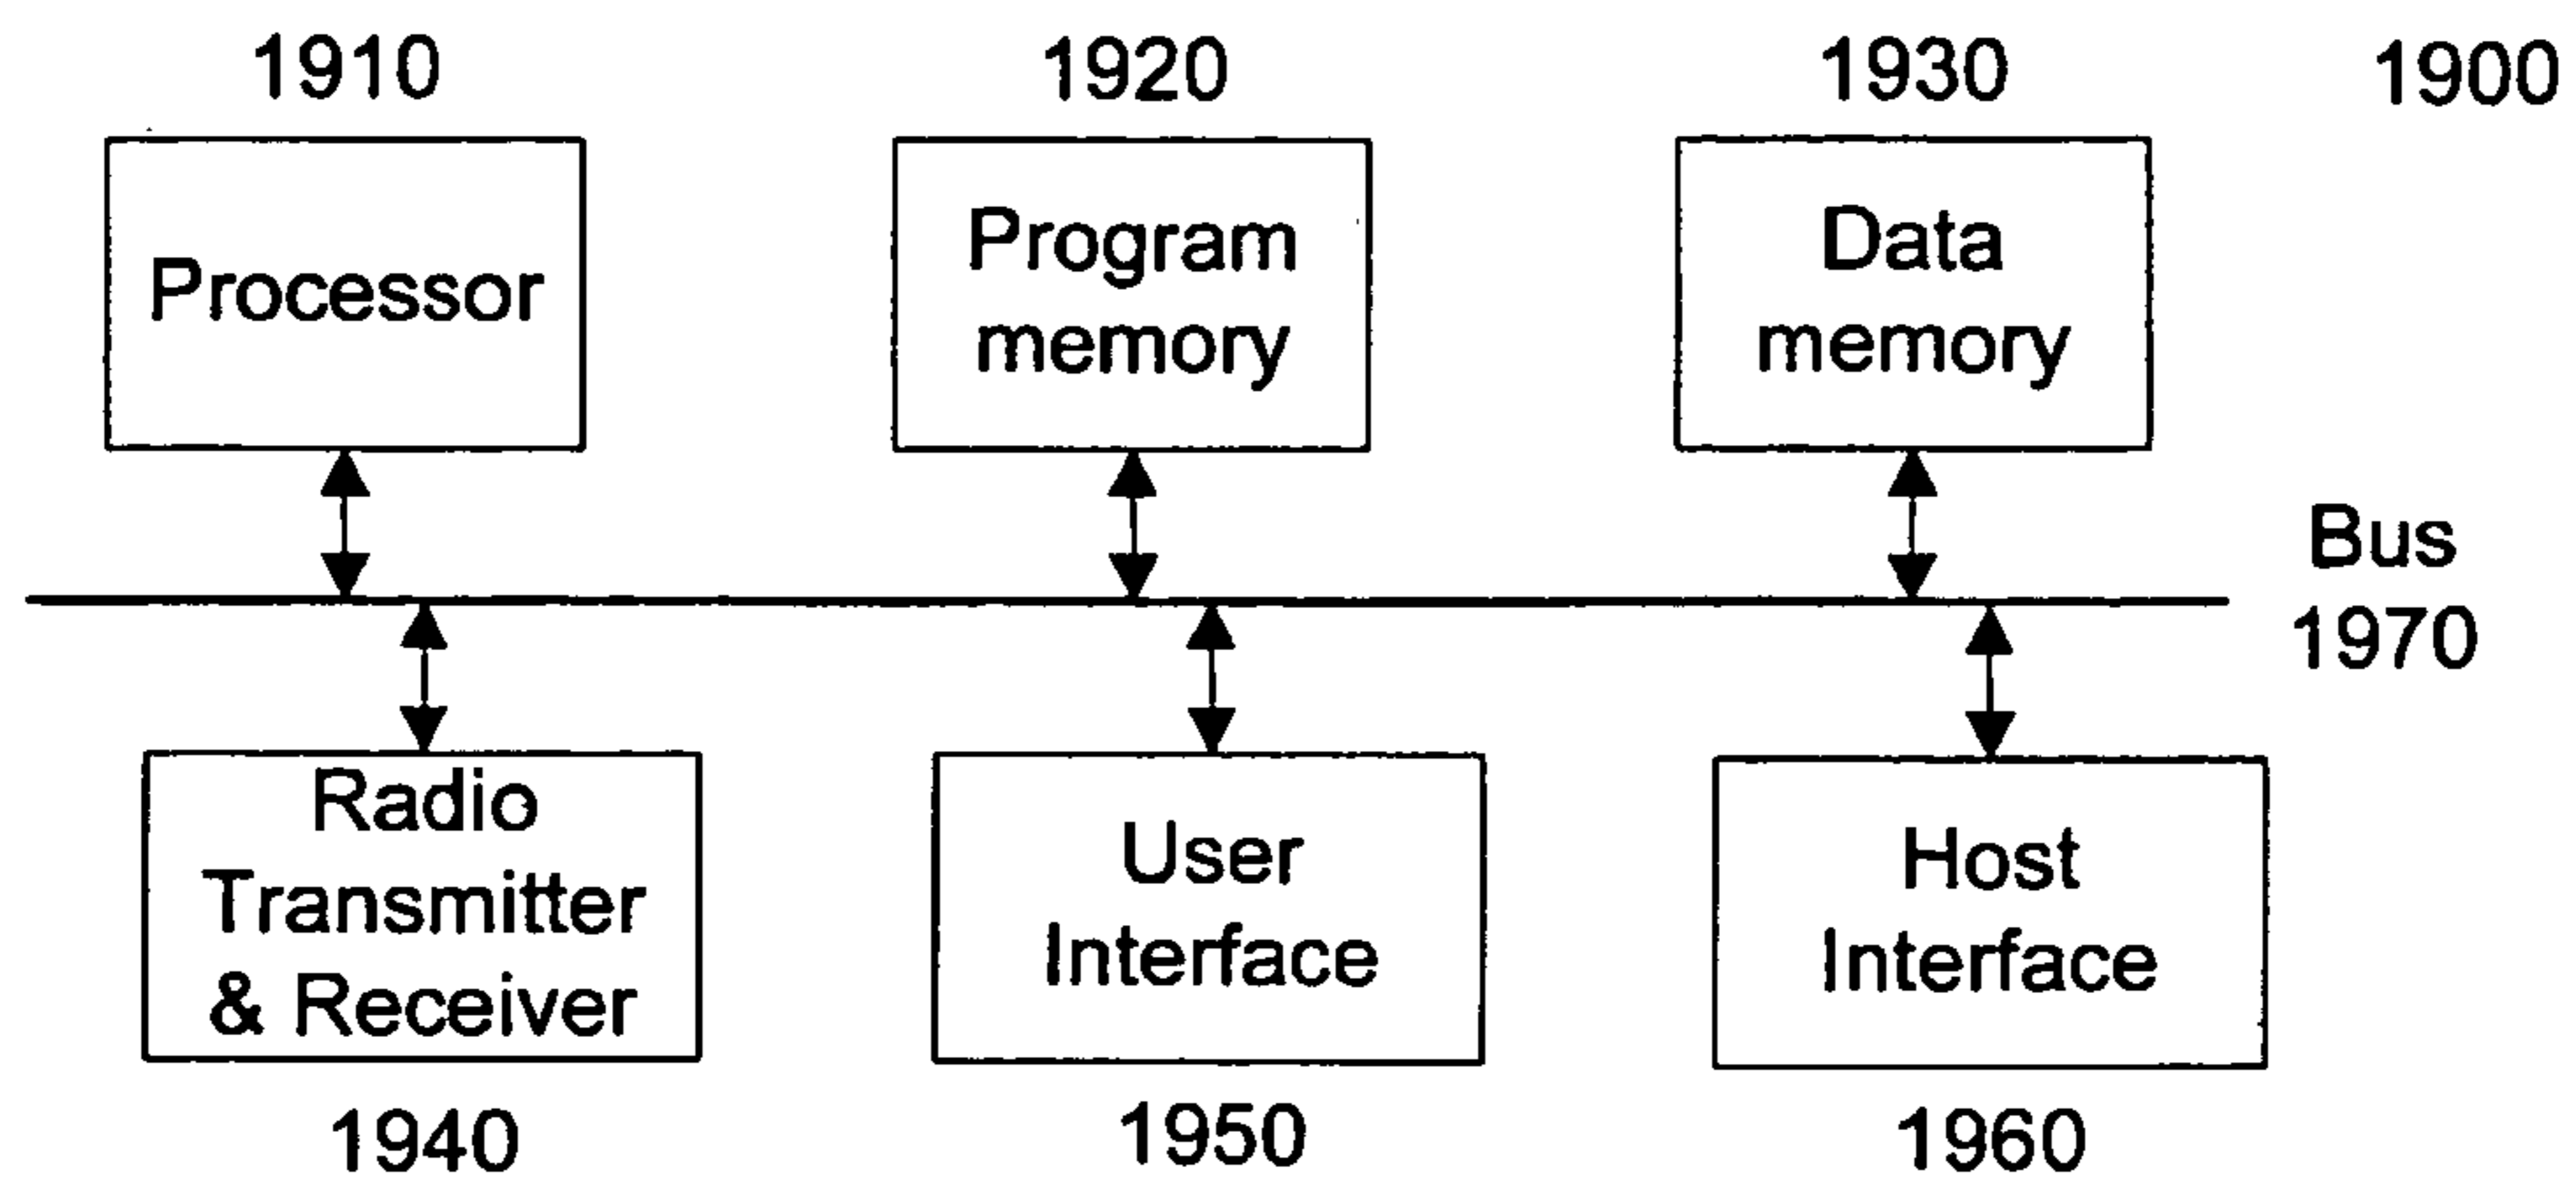 1910
1920
1930
1900
Processor
Program
memory
Data
memory
Bus
1970
Radio
Transmitter
& Receiver
User
Interface
Host
Interface
1940
1950
1960